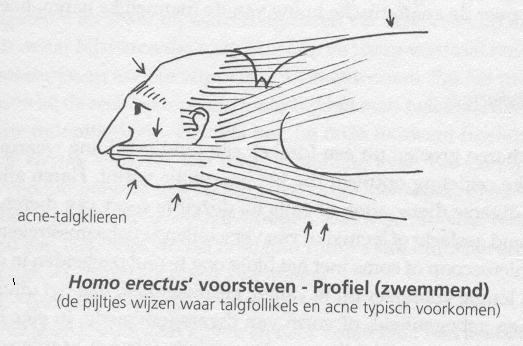 acne-talgklieren
Homo erectus’ voorsteven - Profiel (zwemmend)
(de pijltjes wijzen waar talgfollikels en acne typisch voorkomen)